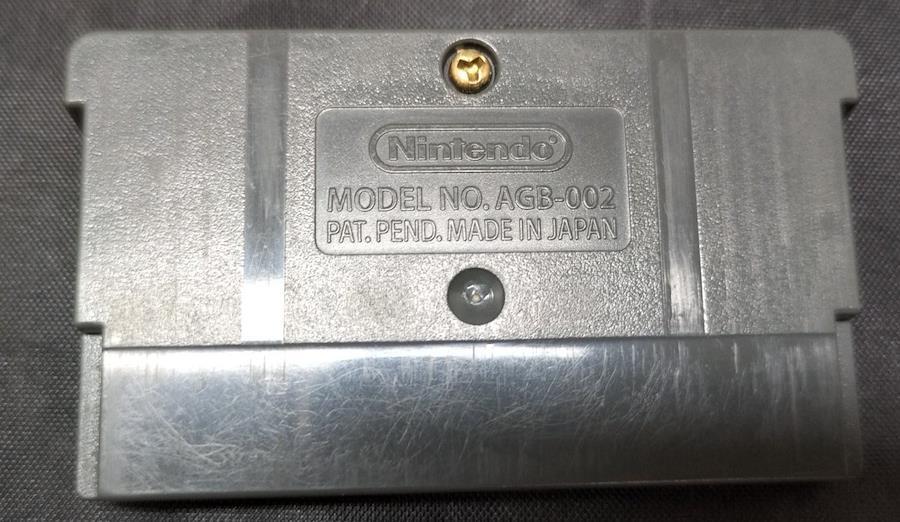 Nintendo®
MODEL NO. AGB-002
PAT. PEND. MADE IN JAPAN